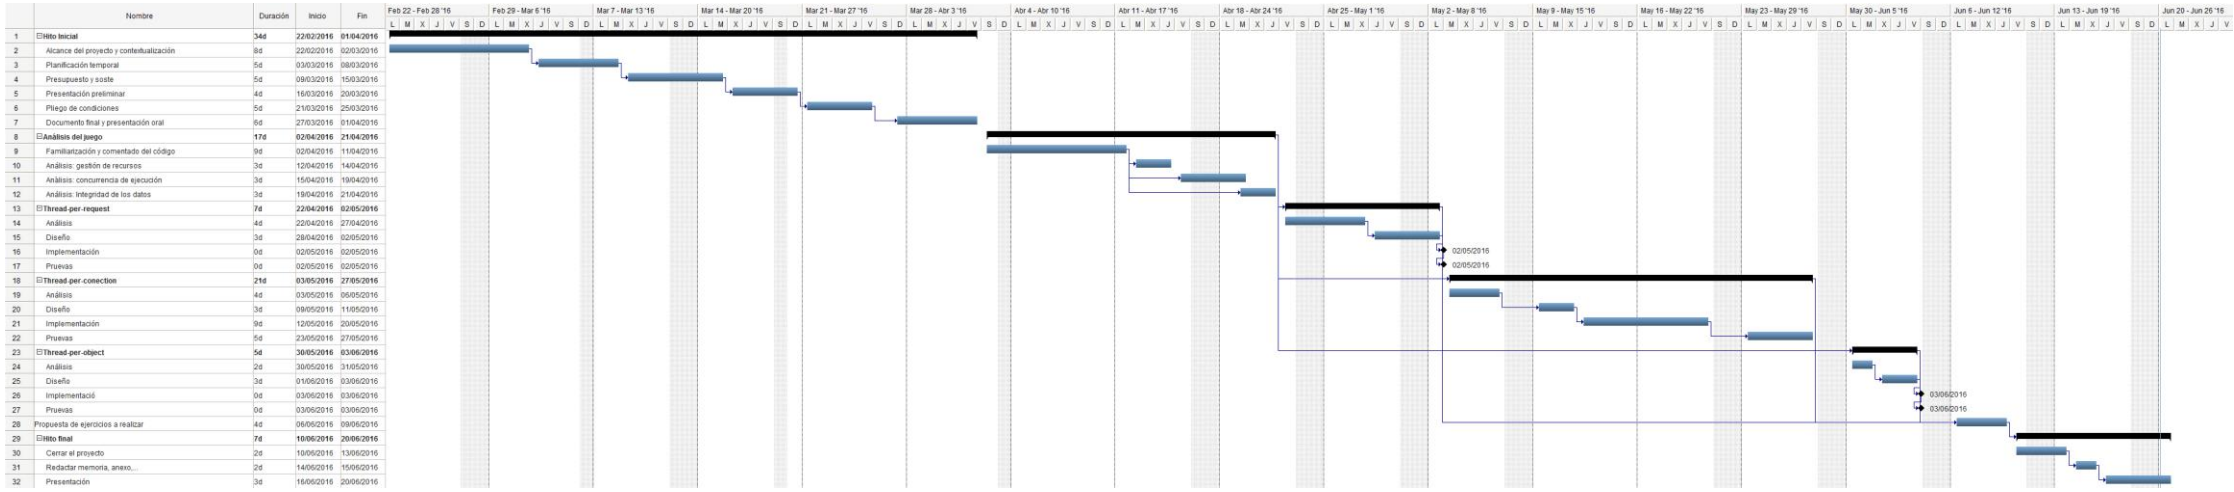 Nombre Duración Inicio Fin Feb 22 - Feb 28 '16 Feb 29 - Mar 6 '16 Mar 7 - Mar 13 '16 Mar 14 - Mar 20 '16 Mar 21 - Mar 27 '16 Mar 28 - Abr 3 '16 Abr 4 - Abr 10 '16 Abr 11 - Abr 17 '16 Abr 18 - Abr 24 '16 Abr 25 - May 1 '16 May 2 - May 8 '16 May 9 - May 15 '16 May 16 - May 22 '16 May 23 - May 29 '16 May 30 - Jun 5 '16 Jun 6 - Jun 12 '16 Jun 13 - Jun 19 '16 Jun 20 - Jun 26 '16
L M X J V S D L M X J V S D L M X J V S D L M X J V S D L M X J V S D L M X J V S D L M X J V S D L M X J V S D L M X J V S D L M X J V S D L M X J V S D L M X J V S D L M X J V S D L M X J V S D L M X J V S D L M X J V S D L M X J V S D L M X J V
1 Hito Inicial 34d 22/02/2016 01/04/2016
2 Alcance del proyecto y contextualización 8d 22/02/2016 02/03/2016
3 Planificación temporal 5d 03/03/2016 08/03/2016
4 Presupuesto y soste 5d 09/03/2016 15/03/2016
5 Presentación preliminar 4d 16/03/2016 20/03/2016
6 Pliego de condiciones 5d 21/03/2016 25/03/2016
7 Documento final y presentación oral 6d 27/03/2016 01/04/2016
8 Anàlisis del juego 17d 02/04/2016 21/04/2016
9 Familiarización y comentado del código 9d 02/04/2016 11/04/2016
10 Análisis: gestión de recursos 3d 12/04/2016 14/04/2016
11 Anàlisis: concurrencia de ejecución 3d 15/04/2016 19/04/2016
12 Análisis: Integridad de los datos 3d 19/04/2016 21/04/2016
13 Thread-per-request 7d 22/04/2016 02/05/2016
14 Análisis 4d 22/04/2016 27/04/2016
15 Diseño 3d 28/04/2016 02/05/2016
16 Implementación 0d 02/05/2016 02/05/2016 02/05/2016
17 Pruevas 0d 02/05/2016 02/05/2016 02/05/2016
18 Thread-per-conection 21d 03/05/2016 27/05/2016
19 Análisis 4d 03/05/2016 06/05/2016
20 Diseño 3d 09/05/2016 11/05/2016
21 Implementación 9d 12/05/2016 20/05/2016
22 Pruevas 5d 23/05/2016 27/05/2016
23 Thread-per-object 5d 30/05/2016 03/06/2016
24 Análisis 2d 30/05/2016 31/05/2016
25 Diseño 3d 01/06/2016 03/06/2016
26 Implementació 0d 03/06/2016 03/06/2016 03/06/2016
27 Pruevas 0d 03/06/2016 03/06/2016 03/06/2016
28 Propuesta de ejercicios a realizar 4d 06/06/2016 09/06/2016
29 Hito final 7d 10/06/2016 20/06/2016
30 Cerrar el proyecto 2d 10/06/2016 13/06/2016
31 Redactar memoria, anexo,... 2d 14/06/2016 15/06/2016
32 Presentación 3d 16/06/2016 20/06/2016